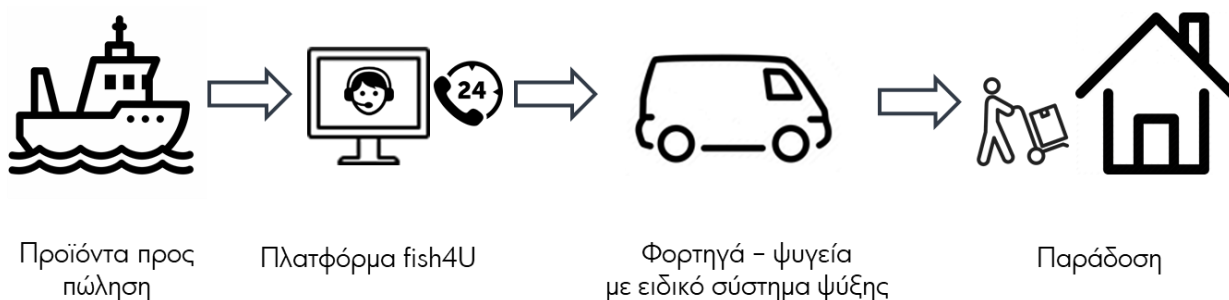 24
Προϊόντα προς
πώληση
Πλατφόρμα fish4U
Φορτηγά – ψυγεία
με ειδικό σύστημα ψύξης
Παράδοση